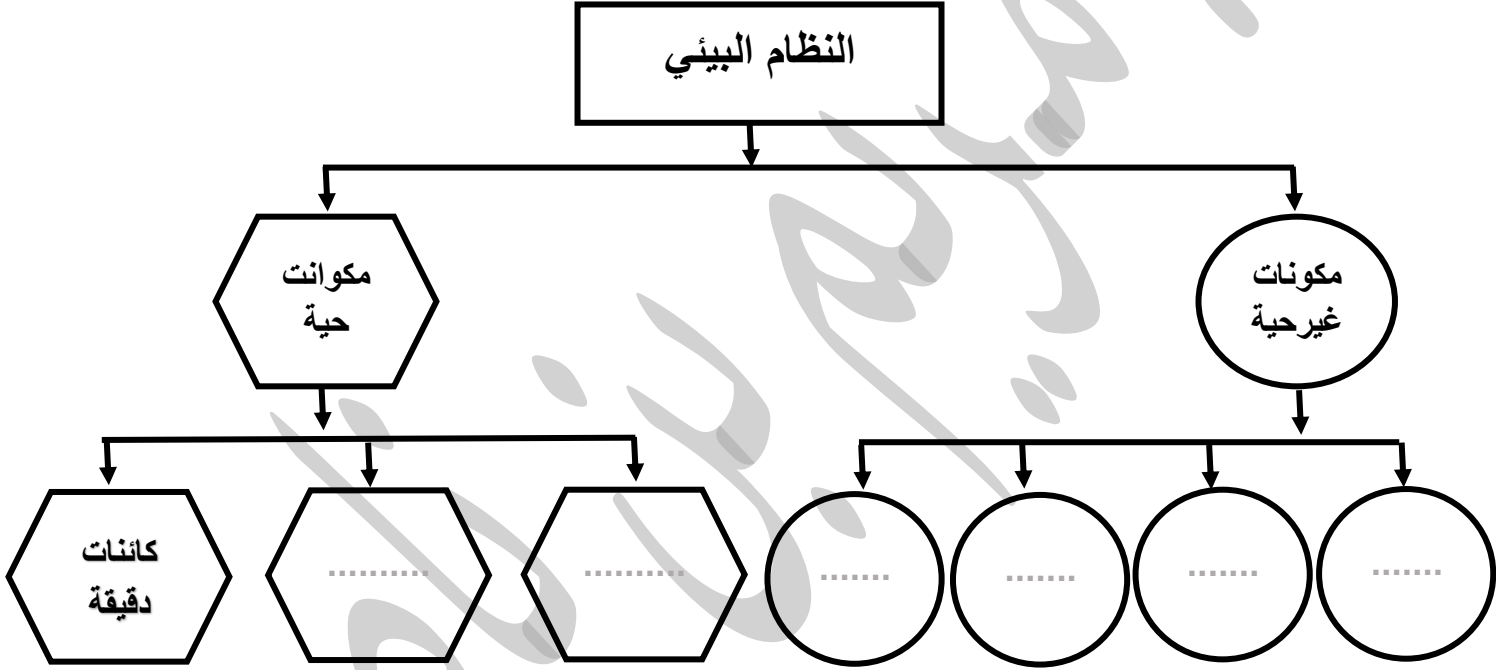 النظام البيئي
مكونات
غيرحية
مكوانت
حية
.......
.......
.......
.......
..........
..........
كائنات
دقيقة